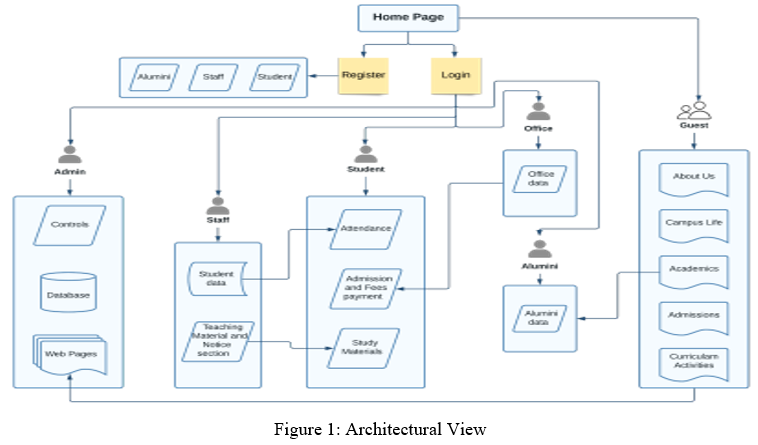 Home Page
Alumini
Staff
Student
Register
Login
Office
Guest
Admin
Student
Staff
Alumini
Controls
Database
Web Pages
Student
data
Teaching
Material and
Notice
section
Attendance
Admission
and Fees
payment
Study
Materials
Office
data
Alumini
data
About Us
Campus Life
Academics
Admissions
Curriculam
Activities
Figure 1: Architectural View